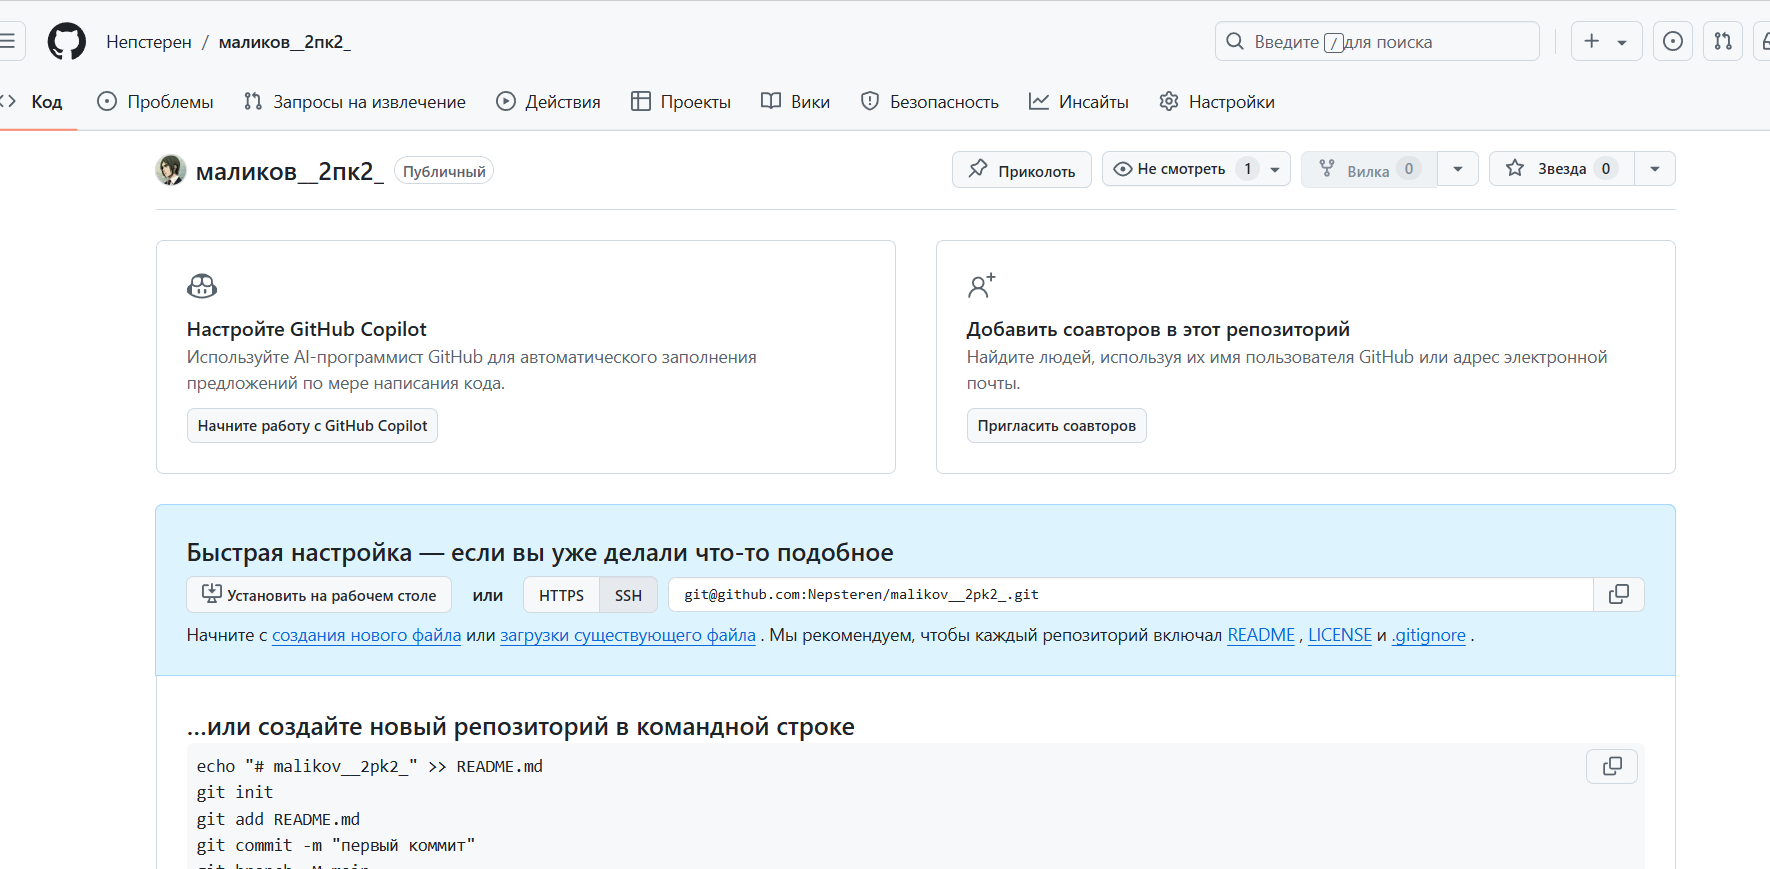 Непстерен / маликов__2пк2_
Введите / для поиска
Код Проблемы Запросы на извлечение Действия Проекты Вики Безопасность Инсайты Настройки
маликов__2пк2_ Публичный
Приколоть Не смотреть 1 Вилка 0 Звезда 0
Настройте GitHub Copilot
Используйте AI-программист GitHub для автоматического заполнения
предложений по мере написания кода.
Начните работу с GitHub Copilot
Добавить соавторов в этот репозиторий
Найдите людей, используя их имя пользователя GitHub или адрес электронной
почты.
Пригласить соавторов
Быстрая настройка — если вы уже делали что-то подобное
Установить на рабочем столе или HTTPS SSH git@github.com:Nepsteren/malikov__2pk2_.git
Начните с создания нового файла или загрузки существующего файла . Мы рекомендуем, чтобы каждый репозиторий включал README , LICENSE и .gitignore .
...или создайте новый репозиторий в командной строке
echo "# malikov__2pk2_" >> README.md
git init
git add README.md
git commit -m "первый коммит"
git branch -M main